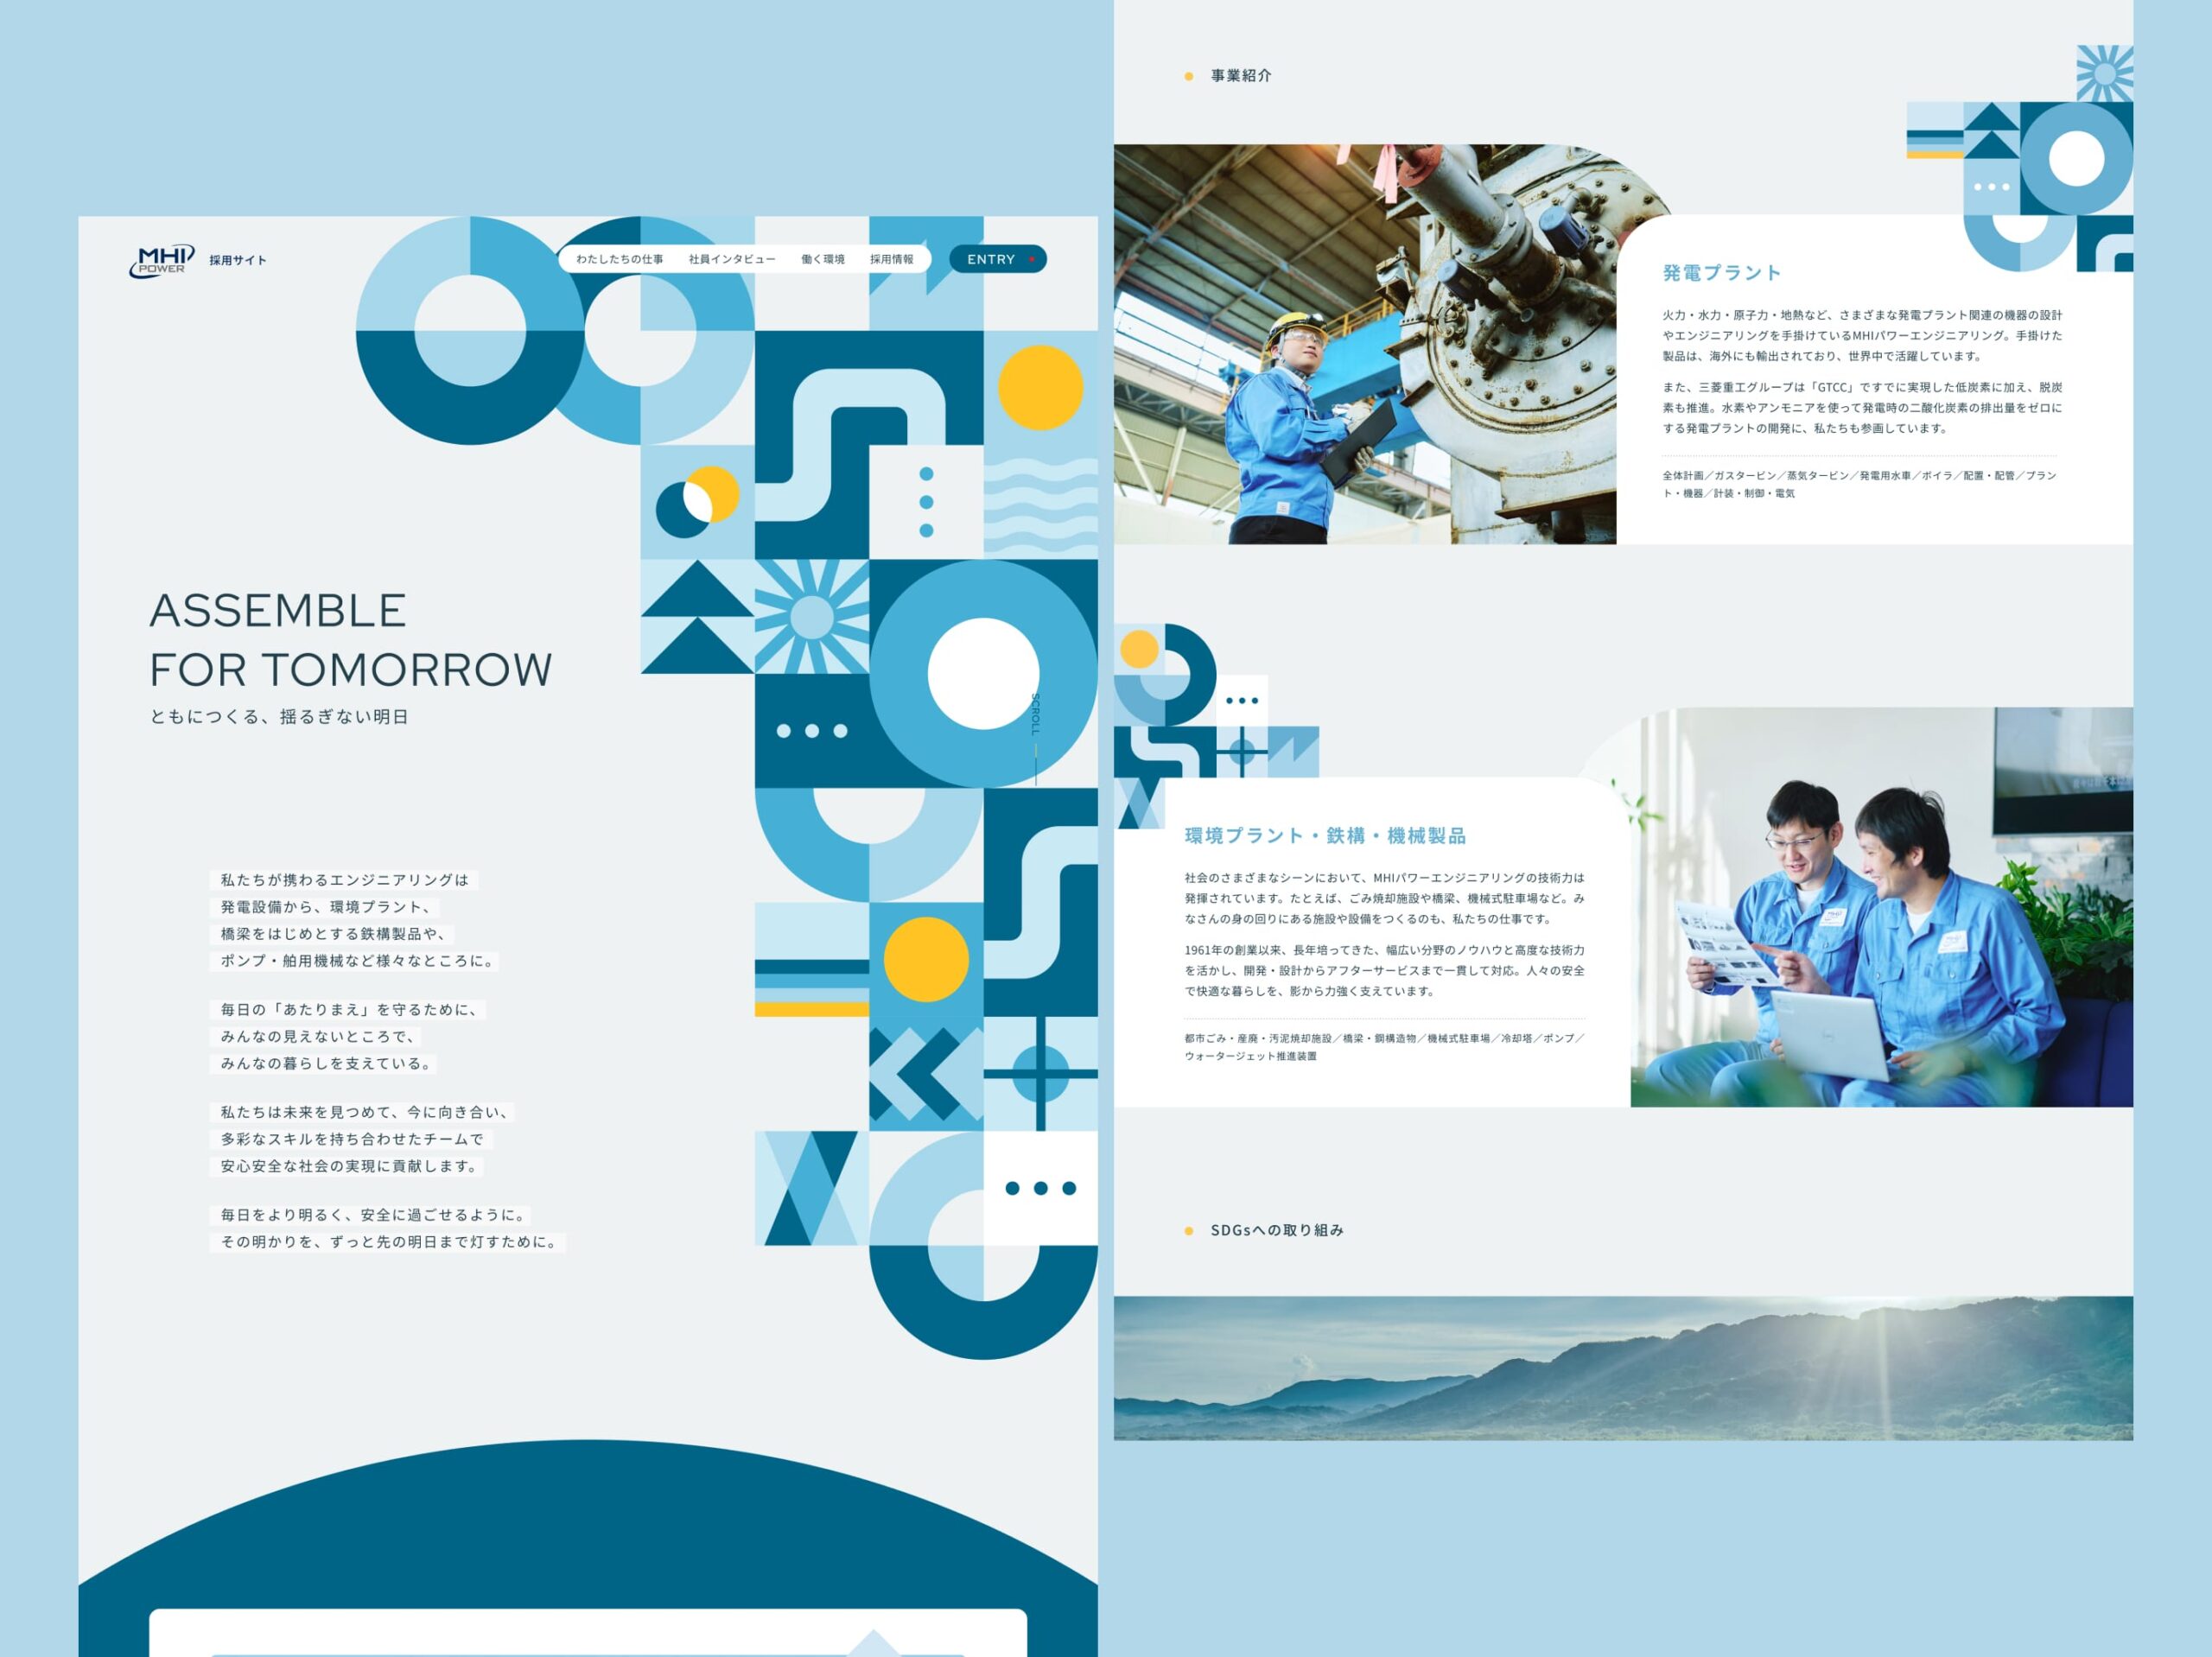 MHI
POWER
採用サイト
わたしたちの仕事 社員インタビュー 働く環境 採用情報
ENTRY
ASSEMBLE
FOR TOMORROW
ともにつくる、揺るぎない明日
SCROLL
私たちが携わるエンジニアリングは
発電設備から、環境プラント、
橋梁をはじめとする鉄構製品や、
ポンプ・舶用機械など様々なところに。
毎日の「あたりまえ」を守るために、
みんなの見えないところで、
みんなの暮らしを支えている。
私たちは未来を見つめて、今に向き合い、
多彩なスキルを持ち合わせたチームで
安心安全な社会の実現に貢献します。
毎日をより明るく、安全に過ごせるように。
その明かりを、ずっと先の明日まで灯すために。
事業紹介
発電プラント
火力・水力・原子力・地熱など、さまざまな発電プラント関連の機器の設計
やエンジニアリングを手掛けているMHIパワーエンジニアリング。手掛けた
製品は、海外にも輸出されており、世界中で活躍しています。
また、三菱重工グループは「GTCC」ですでに実現した低炭素に加え、脱炭
素も推進。水素やアンモニアを使って発電時の二酸化炭素の排出量をゼロに
する発電プラントの開発に、私たちも参画しています。
全体計画／ガスタービン／蒸気タービン／発電用水車／ボイラ／配置・配管／プラン
ト・機器／計装・制御・電気
環境プラント・鉄構・機械製品
社会のさまざまなシーンにおいて、MHIパワーエンジニアリングの技術力は
発揮されています。たとえば、ごみ焼却施設や橋梁、機械式駐車場など。み
なさんの身の回りにある施設や設備をつくるのも、私たちの仕事です。
1961年の創業以来、長年培ってきた、幅広い分野のノウハウと高度な技術力
を活かし、開発・設計からアフターサービスまで一貫して対応。人々の安全
で快適な暮らしを、影から力強く支えています。
都市ごみ・産廃・汚泥焼却施設／橋梁・鋼構造物／機械式駐車場／冷却塔／ポンプ／
ウォータージェット推進装置
SDGsへの取り組み